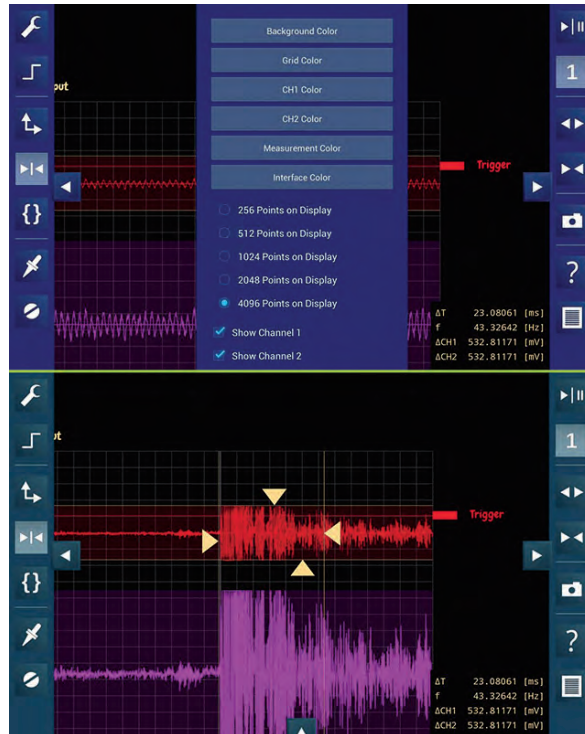 Background Color
Grid Color
CH1 Color
CH2 Color
Measurement Color
Interface Color
256 Points on Display
512 Points on Display
1024 Points on Display
2048 Points on Display
4096 Points on Display
Show Channel 1
Show Channel 2
put
1
Trigger
{}
?
ΔT 23.08061 [ms]
f 43.32642 [Hz]
ΔCH1 532.81171 [mV]
ΔCH2 532.81171 [mV]
ut
1
Trigger
{}
?
ΔT 23.08061 [ms]
f 43.32642 [Hz]
ΔCH1 532.81171 [mV]
ΔCH2 532.81171 [mV]